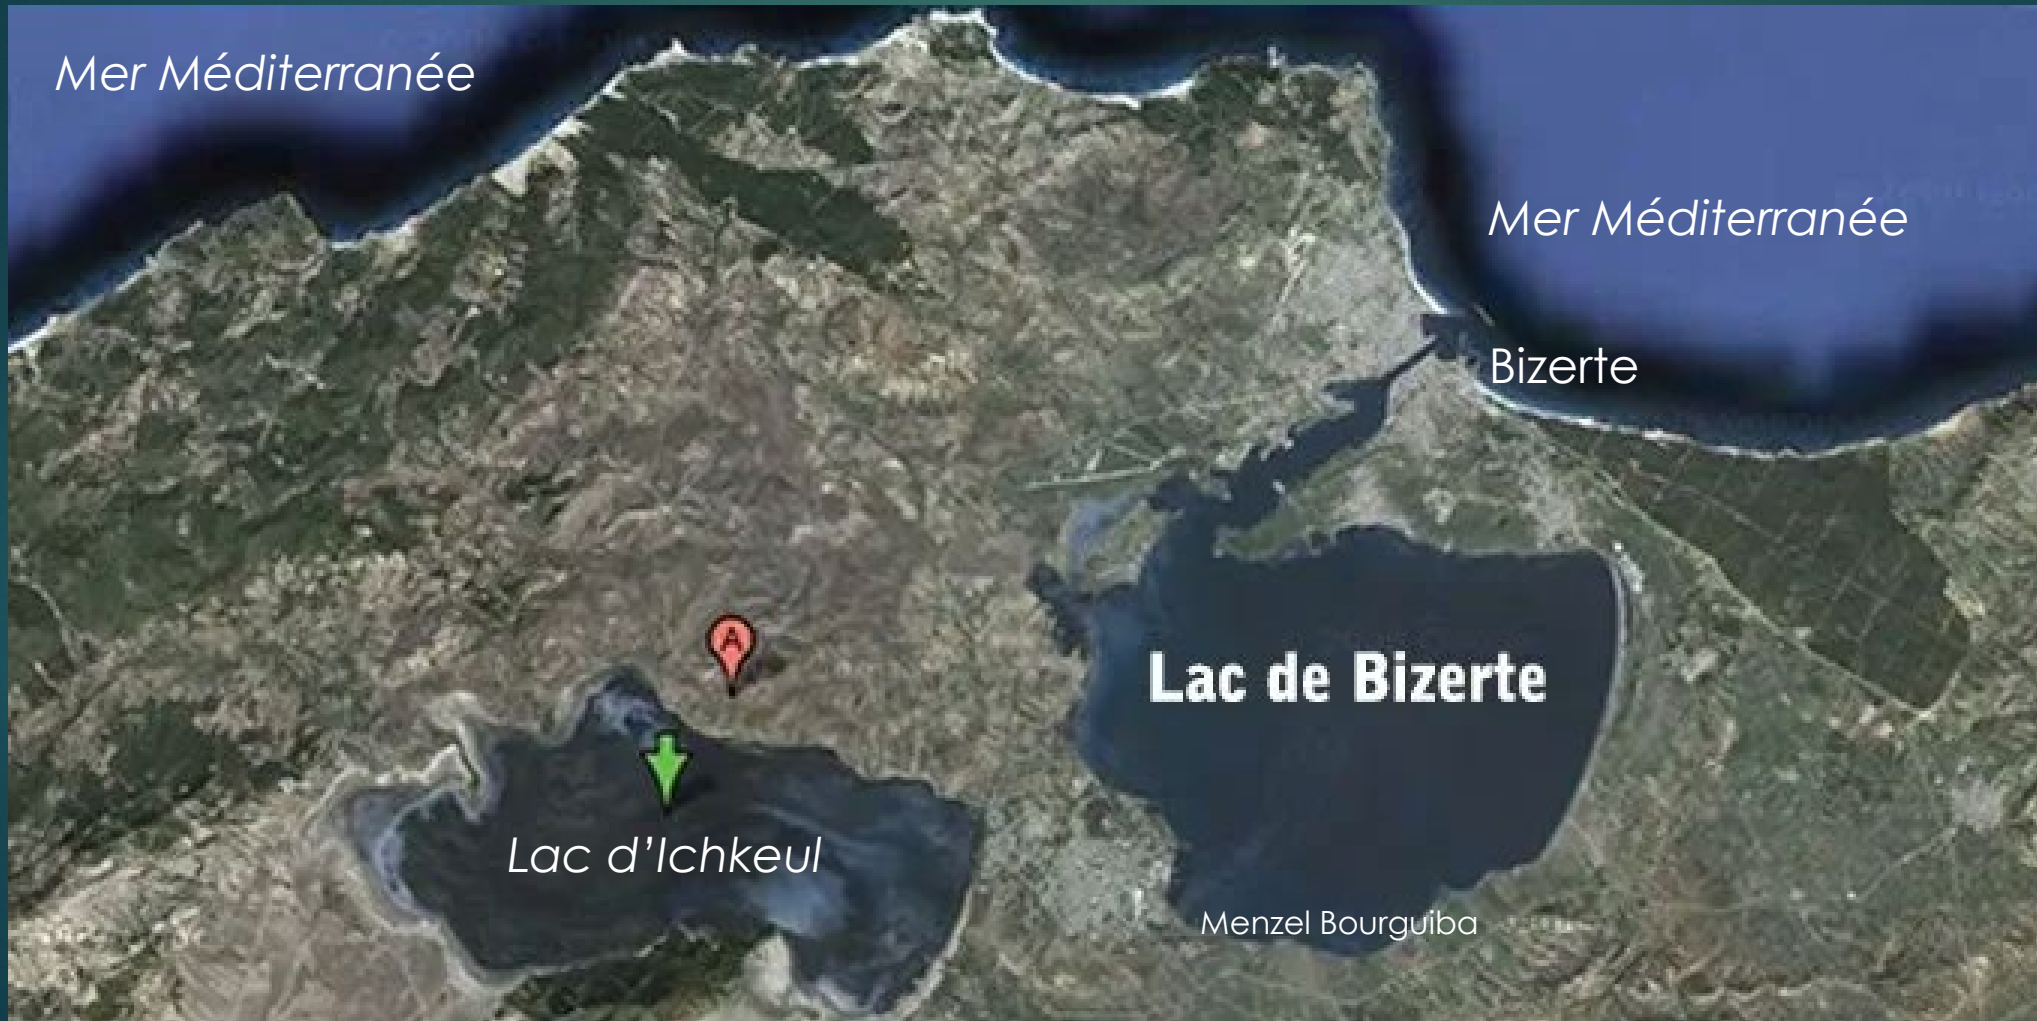 Mer Méditerranée
Mer Méditerranée
Bizerte
A
Lac de Bizerte
Lac d'Ichkeul
Menzel Bourguiba